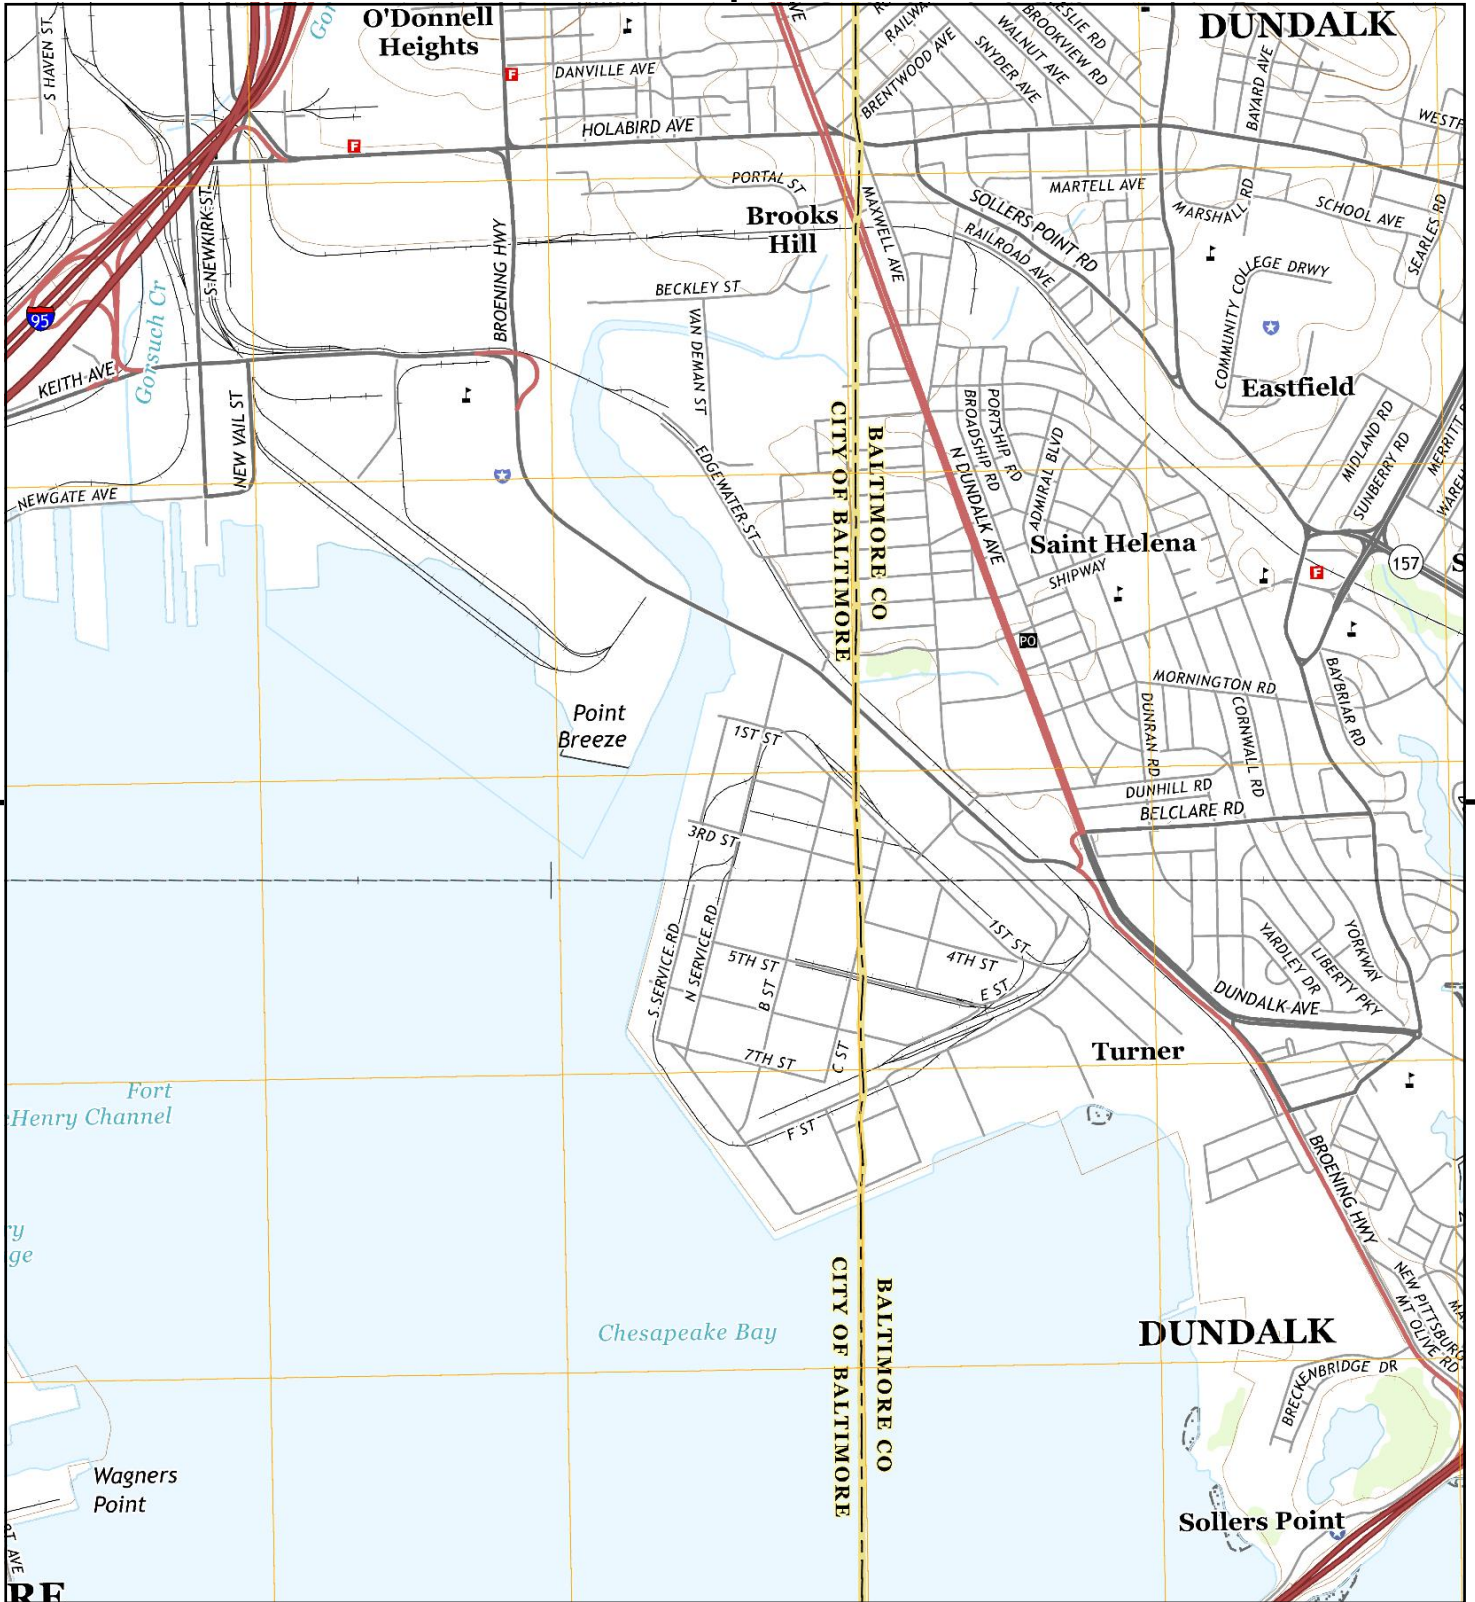 S HAVEN ST
O'Donnell
Heights
DUNDALK
DANVILLE AVE
HOLABIRD AVE
BRENTWOOD AVE
SNYDER AVE
WALNUT AVE
BROOKVIEW RD
BAYARD AVE
PORTAL ST
Brooks
Hill
MAXWELL AVE
MARTELL AVE
SOLLERS POINT RD
RAILROAD AVE
MARSHALL RD
SCHOOL AVE
SEARLES RD
COMMUNITY COLLEGE DRWY
Eastfield
S NEWKIRK ST
BROENING HWY
BECKLEY ST
VAN DEMAN ST
95
Gorsuch Cr
KEITH AVE
NEW VAIL ST
NEWGATE AVE
EDGEWATER ST
CITY OF BALTIMORE
BALTIMORE CO
BROADSHIP RD
PORTSHIP RD
N DUNDALK AVE
ADMIRAL BLVD
MIDLAND RD
SUNBERRY RD
Saint Helena
SHIPWAY
F
F
F
157
PO
MORNINGTON RD
BAYBRIAR RD
DUNRAN RD
CORNWALL RD
DUNHILL RD
BELCLARE RD
Point
Breeze
1ST ST
3RD ST
S SERVICE RD
N SERVICE RD
5TH ST
B ST
C ST
7TH ST
F ST
1ST ST
4TH ST
E ST
YARDLEY DR
LIBERTY PKY
YORKWAY
DUNDALK AVE
Turner
Fort
Henry Channel
BROENING HWY
Chesapeake Bay
CITY OF BALTIMORE
BALTIMORE CO
DUNDALK
MT OLIVE RD
BRECKENBRIDGE DR
Wagners
Point
Sollers Point